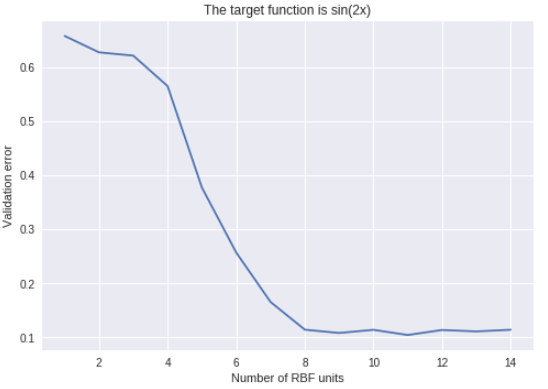 The target function is sin(2x)
0.6
0.5
0.4
0.3
0.2
0.1
Validation error
2 4 6 8 10 12 14
Number of RBF units